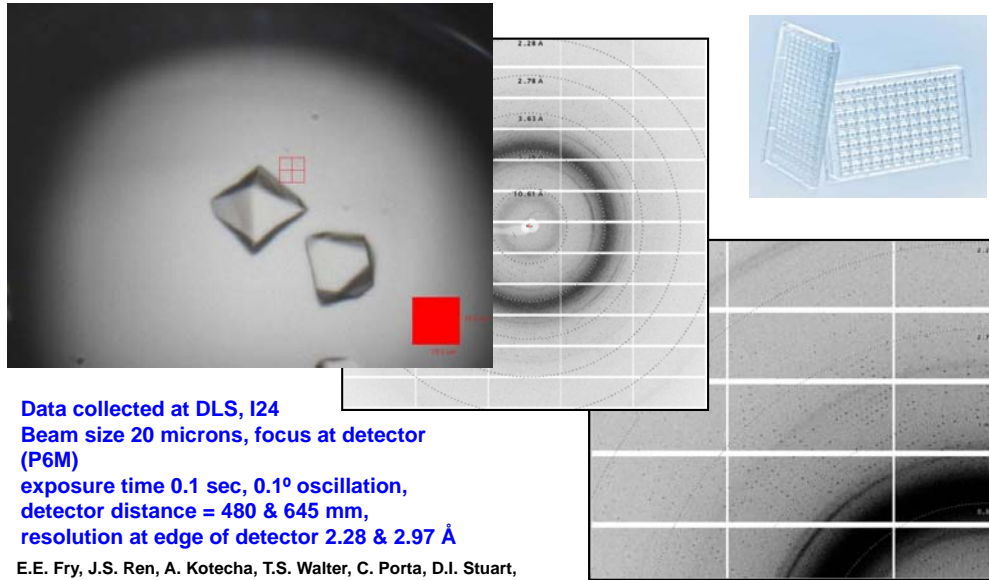 2.28 Å
2.78 Å
3.63 Å
10.61 Å
Data collected at DLS, I24
Beam size 20 microns, focus at detector
(P6M)
exposure time 0.1 sec, 0.1º oscillation,
detector distance = 480 & 645 mm,
resolution at edge of detector 2.28 & 2.97 Å
E.E. Fry, J.S. Ren, A. Kotecha, T.S. Walter, C. Porta, D.I. Stuart,